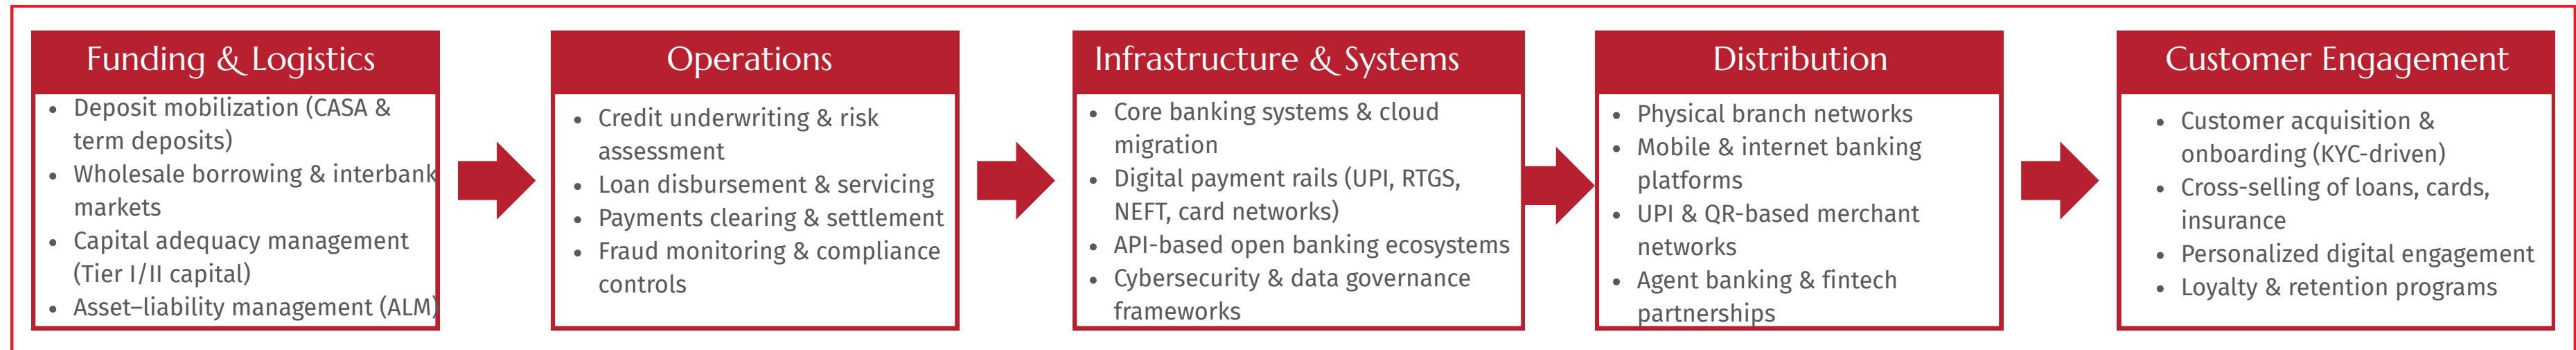 Funding & Logistics
• Deposit mobilization (CASA &
term deposits)
• Wholesale borrowing & interbank
markets
• Capital adequacy management
(Tier I/II capital)
• Asset–liability management (ALM)
Operations
• Credit underwriting & risk
assessment
• Loan disbursement & servicing
• Payments clearing & settlement
• Fraud monitoring & compliance
controls
Infrastructure & Systems
• Core banking systems & cloud
migration
• Digital payment rails (UPI, RTGS,
NEFT, card networks)
• API-based open banking ecosystems
• Cybersecurity & data governance
frameworks
Distribution
• Physical branch networks
• Mobile & internet banking
platforms
• UPI & QR-based merchant
networks
• Agent banking & fintech
partnerships
Customer Engagement
• Customer acquisition &
onboarding (KYC-driven)
• Cross-selling of loans, cards,
insurance
• Personalized digital engagement
• Loyalty & retention programs